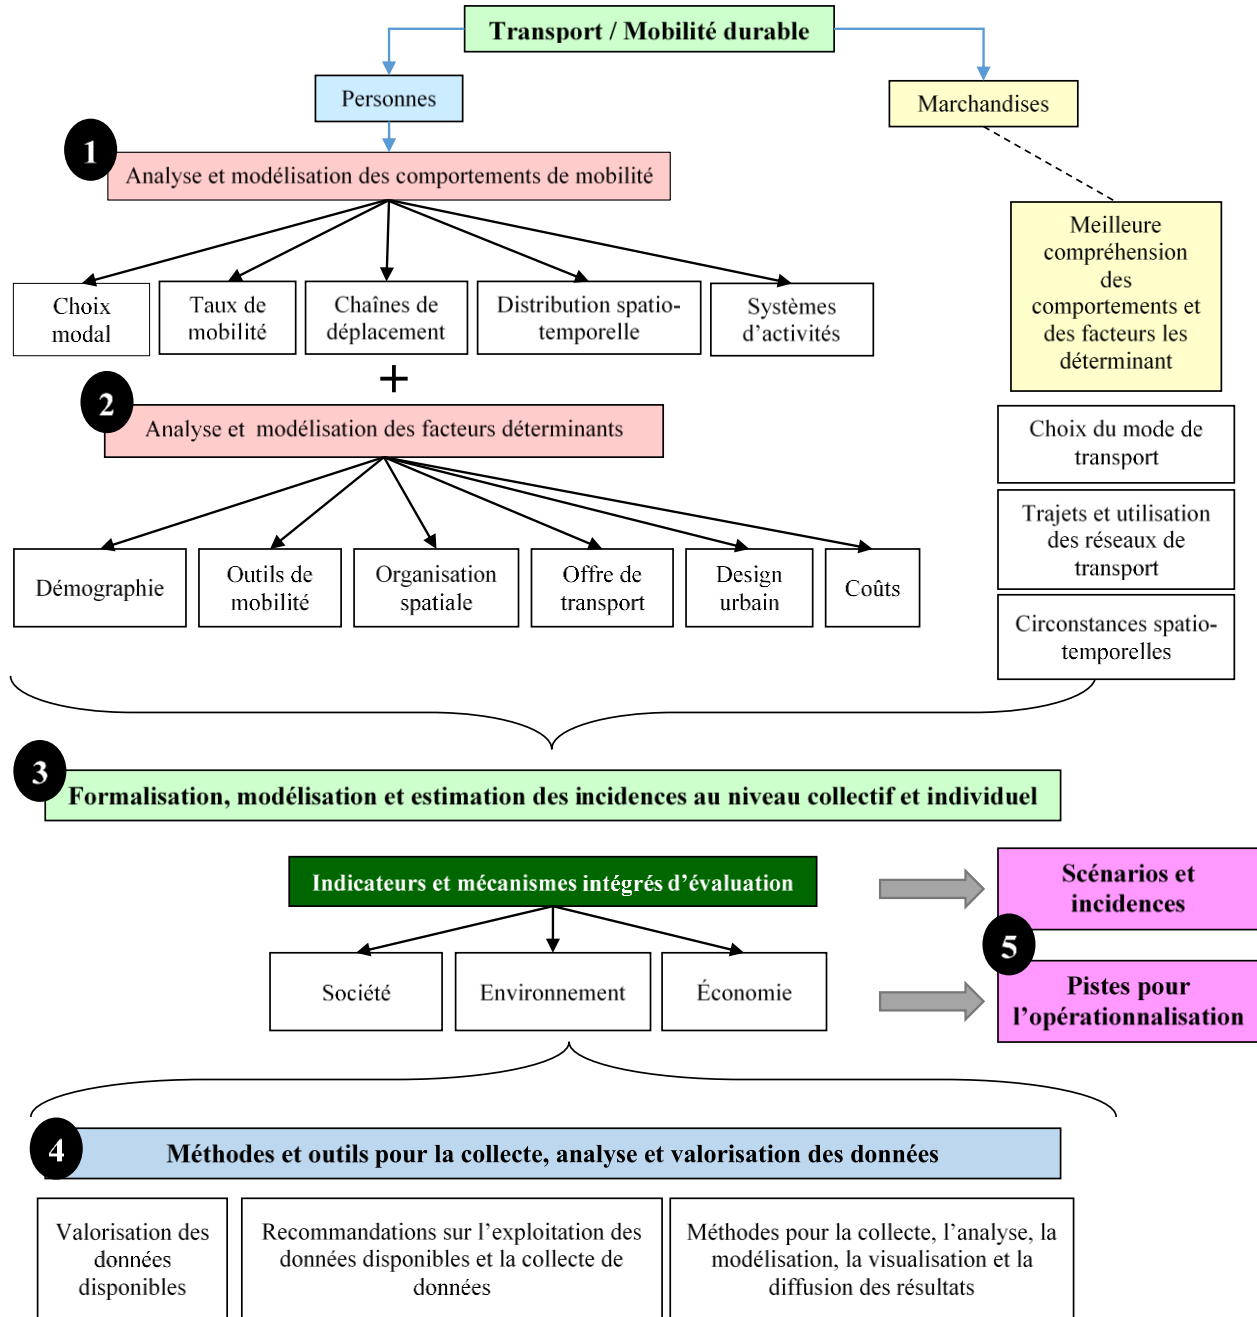 Transport / Mobilité durable
Personnes
Marchandises
1
Analyse et modélisation des comportements de mobilité
Choix
modal
Taux de
mobilité
Chaînes de
déplacement
Distribution spatio-
temporelle
Systèmes
d’activités
Meilleure
compréhension
des
comportements et
des facteurs les
déterminant
+
2
Analyse et modélisation des facteurs déterminants
Démographie
Outils de
mobilité
Organisation
spatiale
Offre de
transport
Design
urbain
Coûts
Choix du mode de
transport
Trajets et utilisation
des réseaux de
transport
Circonstances spatio-
temporelles
3
Formalisation, modélisation et estimation des incidences au niveau collectif et individuel
Indicateurs et mécanismes intégrés d’évaluation
Société
Environnement
Économie
Scénarios et
incidences
5
Pistes pour
l’opérationnalisation
4
Méthodes et outils pour la collecte, analyse et valorisation des données
Valorisation des
données
disponibles
Recommandations sur l’exploitation des
données disponibles et la collecte de
données
Méthodes pour la collecte, l’analyse, la
modélisation, la visualisation et la
diffusion des résultats